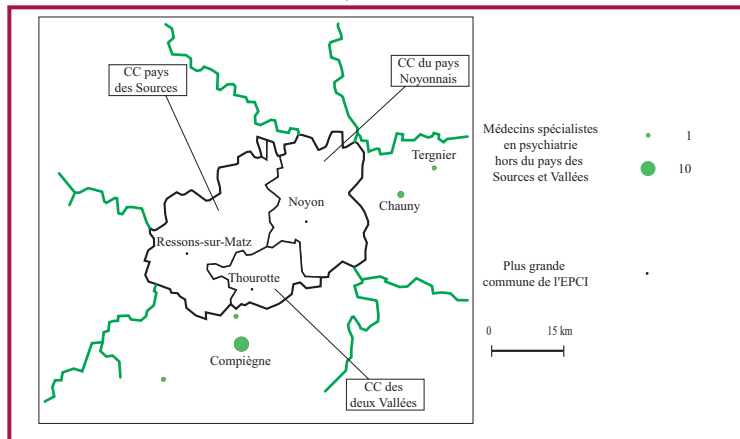 CC pays
des Sources
CC du pays
Noyonnais
Tergnier
Chauny
Noyon
Ressons-sur-Matz
Thourotte
Compiègne
CC des
deux Vallées
Médecins spécialistes
en psychiatrie
hors du pays des
Sources et Vallées
1
10
Plus grande
commune de l'EPCI
0 15 km